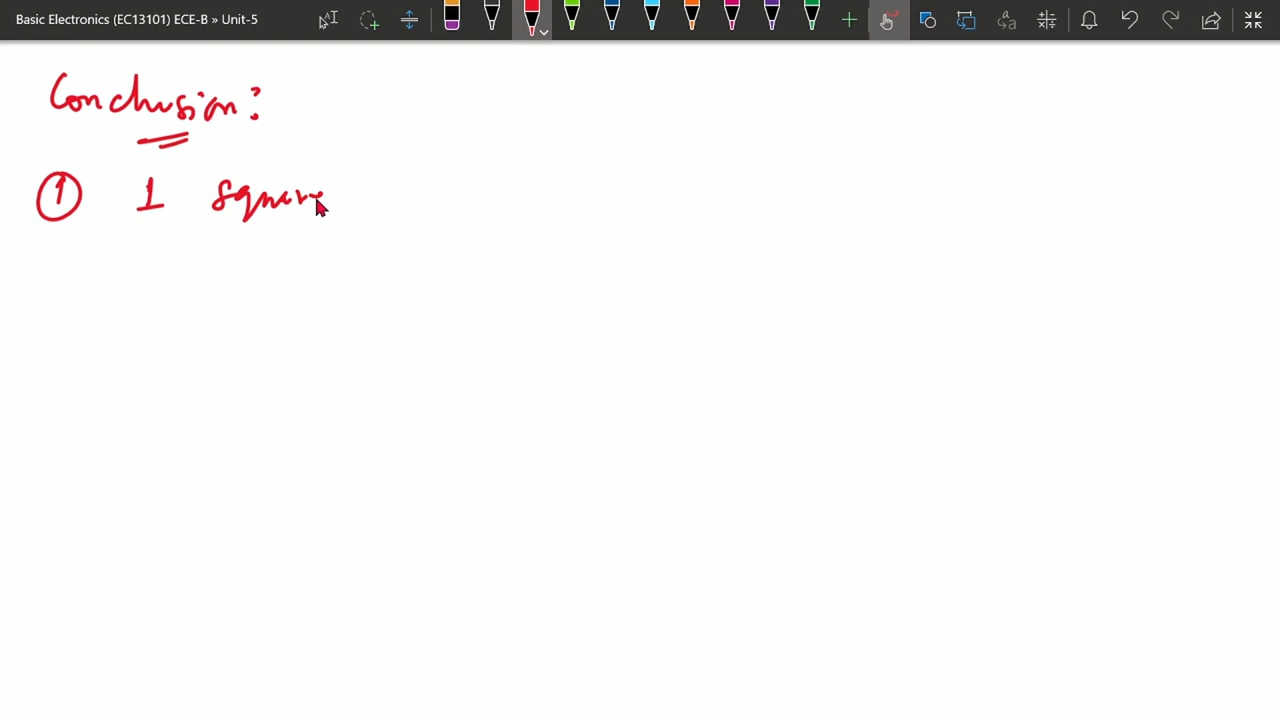 Basic Electronics (EC13101) ECE-B » Unit-5
Conclusion:
① 1 square